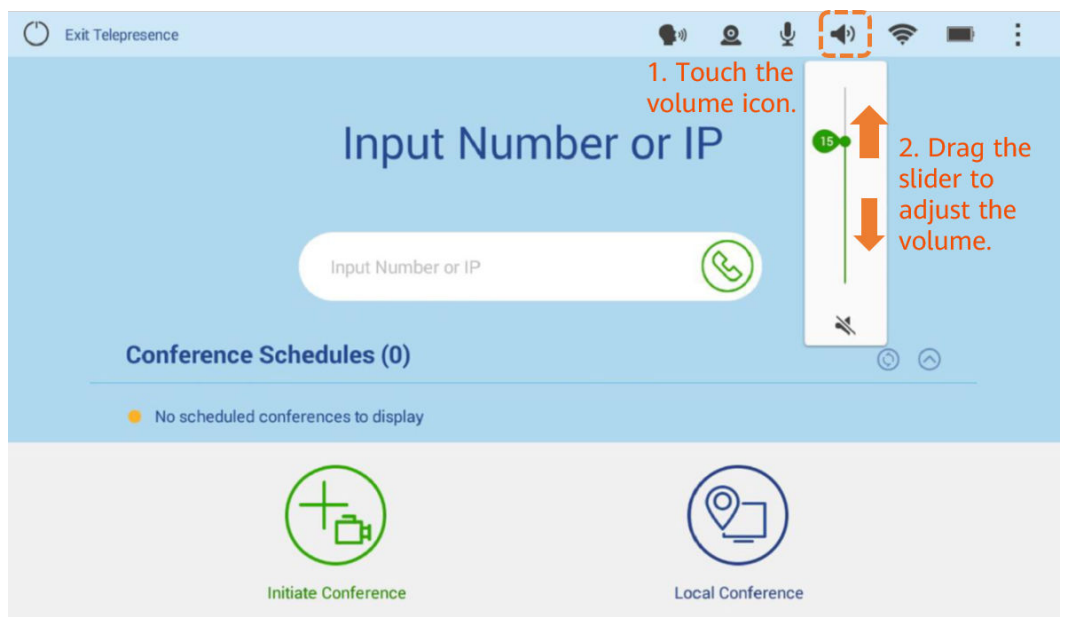 Exit Telepresence
1. Touch the
volume icon.
Input Number or IP
15
2. Drag the
slider to
adjust the
volume.
Input Number or IP
Conference Schedules (0)
No scheduled conferences to display
Initiate Conference
Local Conference